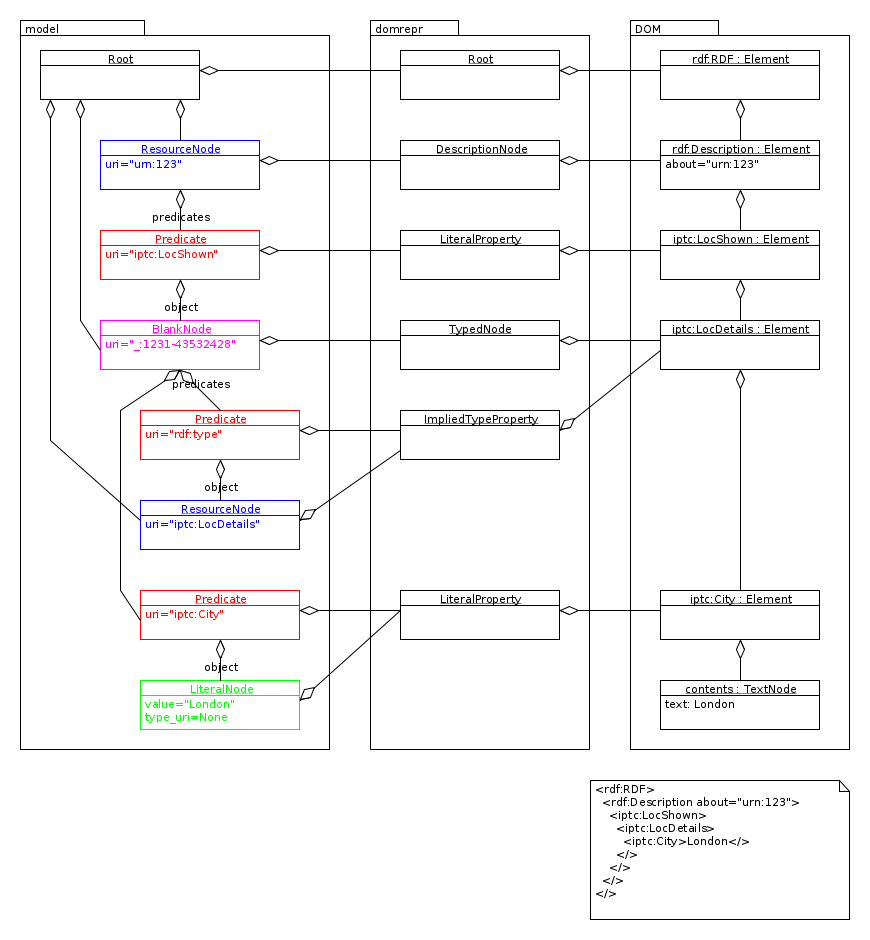 model
domrepr
DOM
Root
Root
rdf:RDF : Element
ResourceNode
uri="urn:123"
DescriptionNode
rdf:Description : Element
about="urn:123"
predicates
Predicate
uri="iptc:LocShown"
LiteralProperty
iptc:LocShown : Element
object
BlankNode
uri="_:1231-43532428"
TypedNode
iptc:LocDetails : Element
predicates
Predicate
uri="rdf:type"
ImpliedTypeProperty
object
ResourceNode
uri="iptc:LocDetails"
Predicate
uri="iptc:City"
LiteralProperty
iptc:City : Element
object
LiteralNode
value="London"
type_uri=None
contents : TextNode
text: London
<rdf:RDF>
<rdf:Description about="urn:123">
<iptc:LocShown>
<iptc:LocDetails>
<iptc:City>London</>
</>
</>
</>
</>